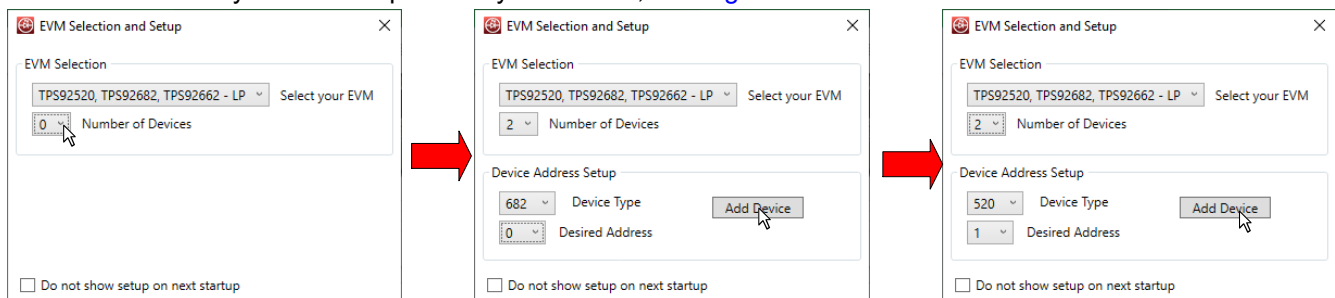 EVM Selection and Setup
EVM Selection
TPS92520, TPS92682, TPS92662 - LP Select your EVM
0 Number of Devices
Do not show setup on next startup
EVM Selection and Setup
EVM Selection
TPS92520, TPS92682, TPS92662 - LP Select your EVM
2 Number of Devices
Device Address Setup
682 Device Type Add Device
0 Desired Address
Do not show setup on next startup
EVM Selection and Setup
EVM Selection
TPS92520, TPS92682, TPS92662 - LP Select your EVM
2 Number of Devices
Device Address Setup
520 Device Type Add Device
1 Desired Address
Do not show setup on next startup